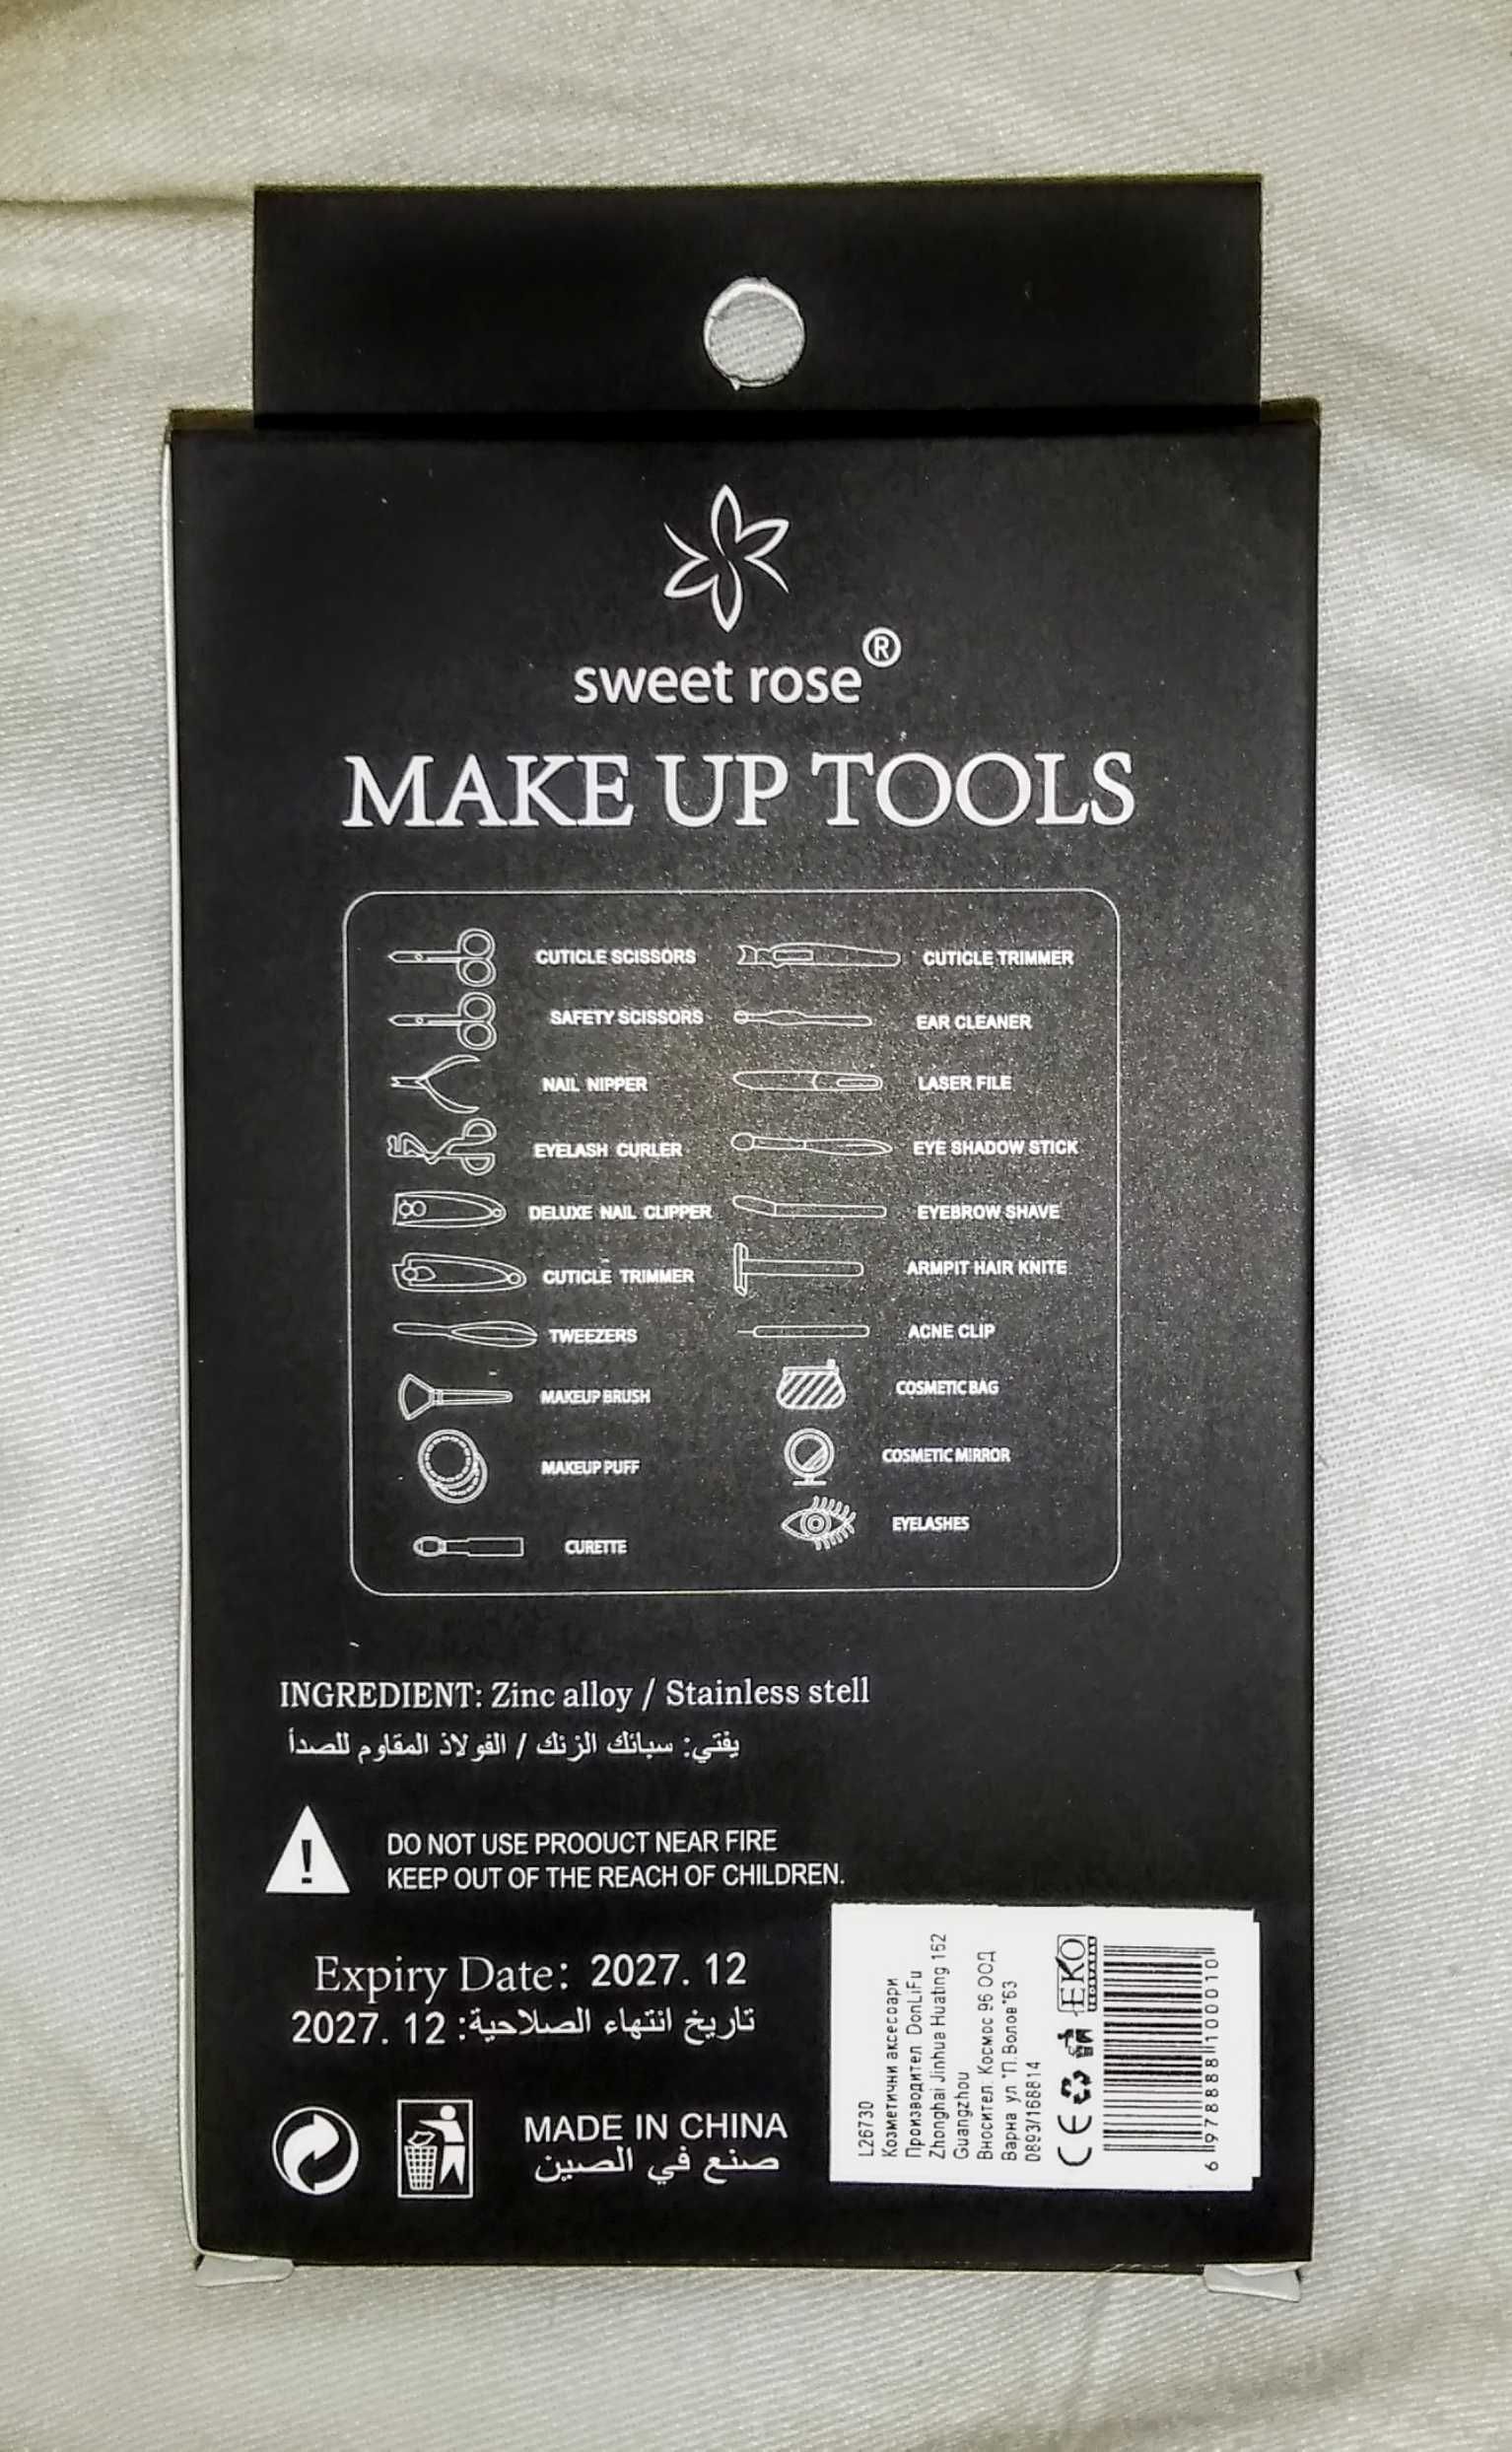 sweet rose®
MAKE UP TOOLS
CUTICLE SCISSORS
CUTICLE TRIMMER
SAFETY SCISSORS
EAR CLEANER
NAIL NIPPER
LASER FILE
EYELASH CURLER
EYE SHADOW STICK
DELUXE NAIL CLIPPER
EYEBROW SHAVE
CUTICLE TRIMMER
ARMPIT HAIR KNITE
TWEEZERS
ACNE CLIP
MAKEUP BRUSH
COSMETIC BAG
MAKEUP PUFF
COSMETIC MIRROR
CURETTE
EYELASHES
INGREDIENT: Zinc alloy / Stainless stell
يفتي: سبائك الزنك / الفولاذ المقاوم للصدأ
DO NOT USE PROOUCT NEAR FIRE
KEEP OUT OF THE REACH OF CHILDREN.
Expiry Date: 2027. 12
تاريخ انتهاء الصلاحية: 12 .2027
MADE IN CHINA
صنع في الصين
L26730
Козметични аксесоари
Производител DonLiFu
Zhonghai Jinhua Huating 162
Guangzhou
Вносител: Космос 96 ООД
Варна ул "П.Волов"63
0893/166614
CE EKO
6 978888 100010